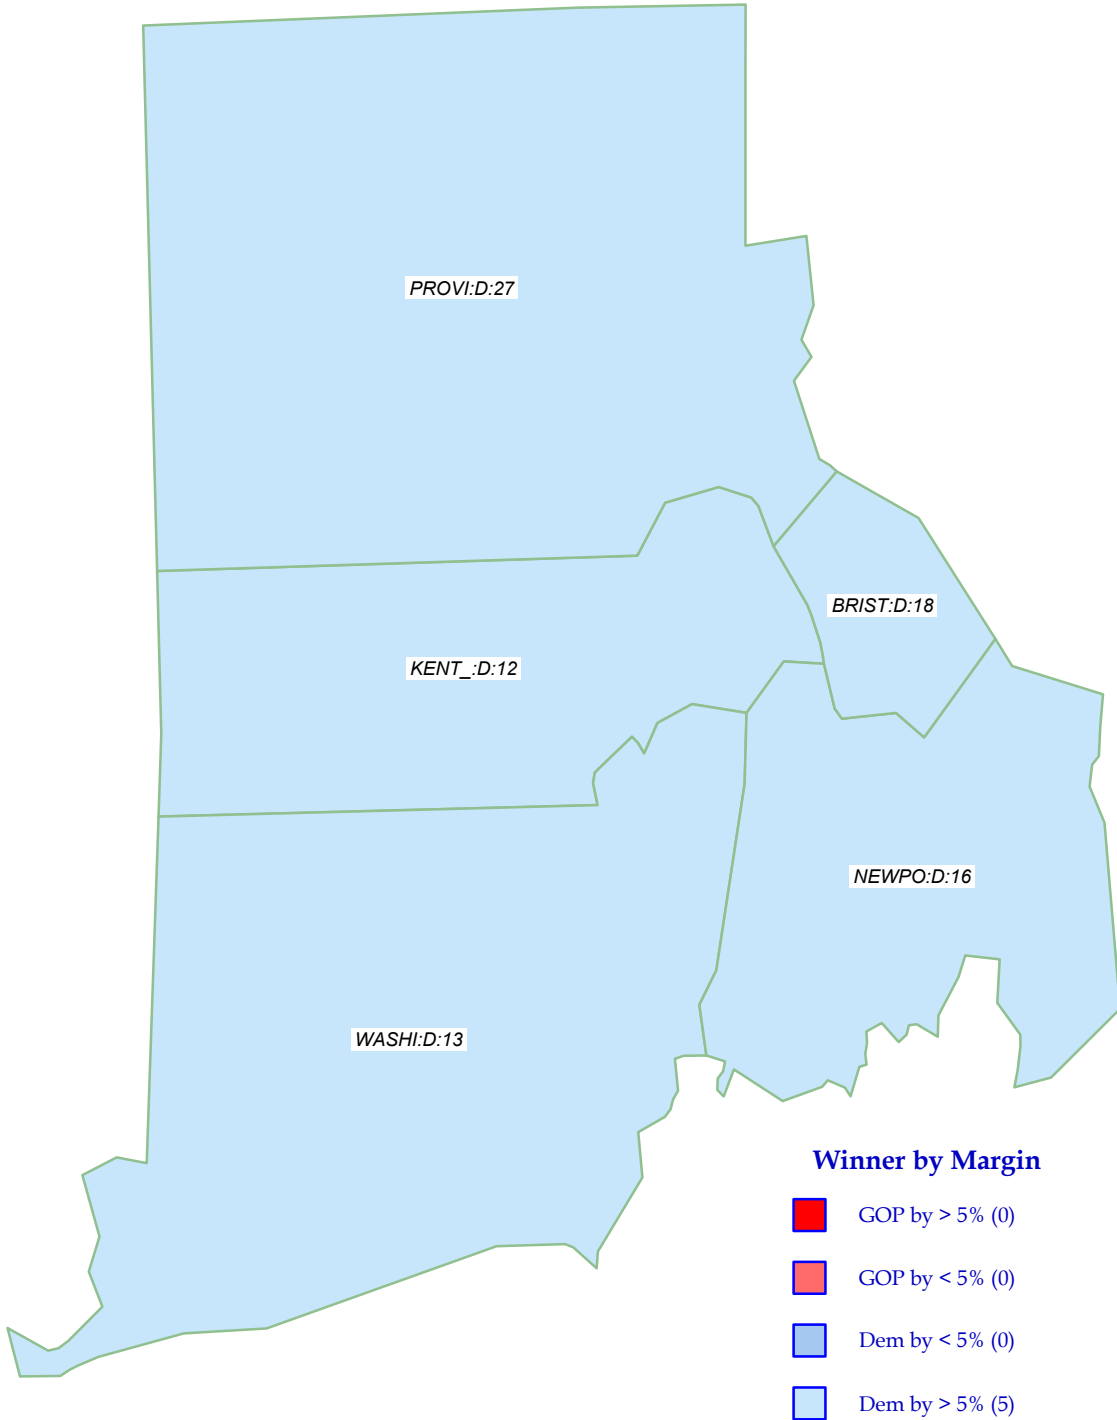 PROVI:D:27
BRIST:D:18
KENT_:D:12
NEWPO:D:16
WASHI:D:13
Winner by Margin
GOP by > 5% (0)
GOP by < 5% (0)
Dem by < 5% (0)
Dem by > 5% (5)